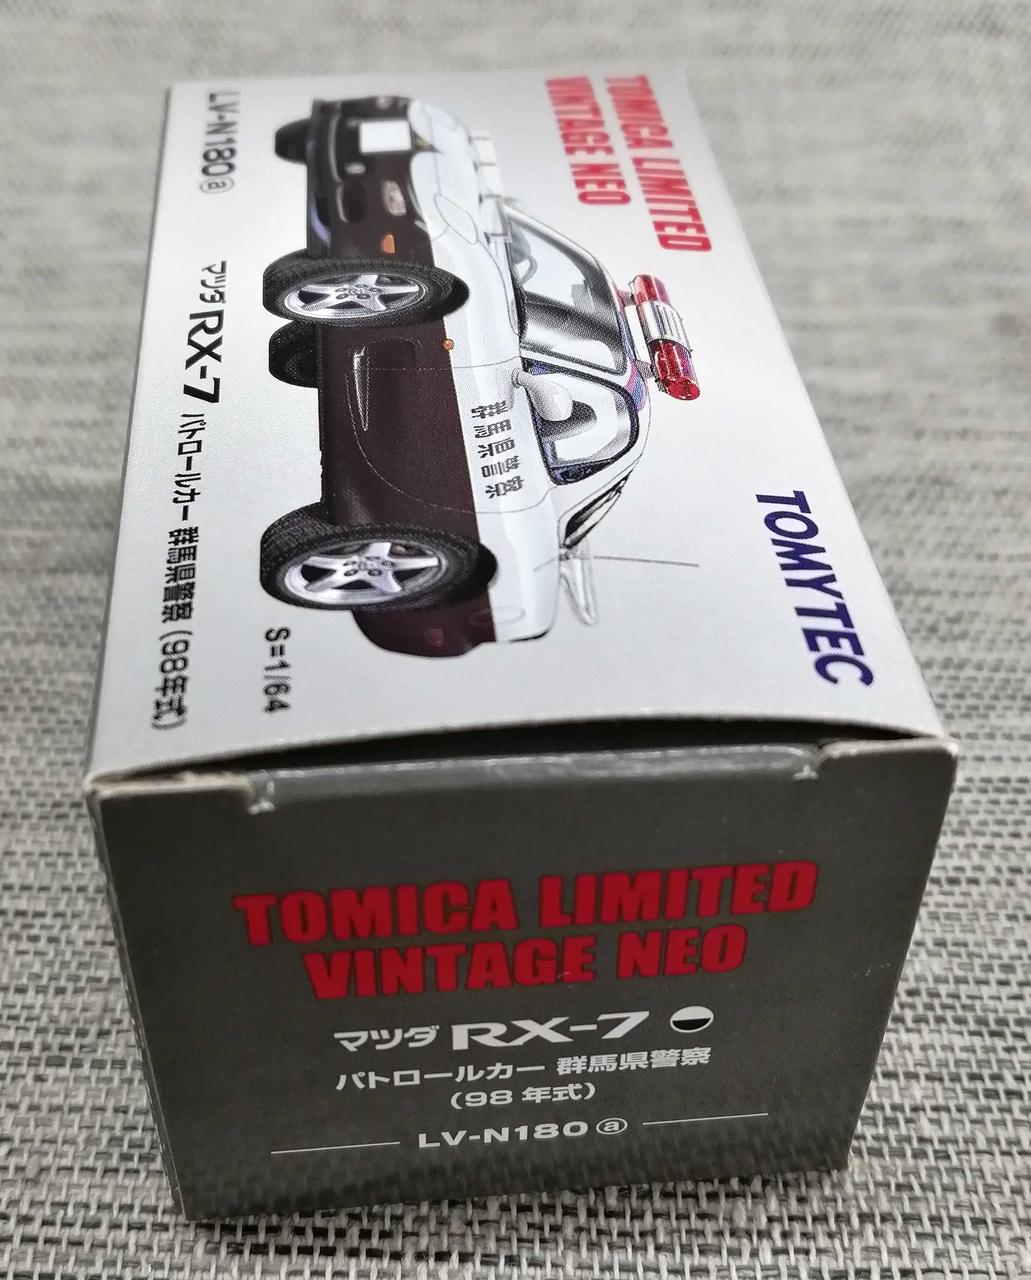 TOMICA LIMITED
VINTAGE NEO
TOMYTEC
群馬県警察
S=1/64
LV-N180ⓐ マツダ RX-7 パトロールカー 群馬県警察 (98年式)
TOMICA LIMITED
VINTAGE NEO
マツダ RX-7
パトロールカー 群馬県警察
(98年式)
LV-N180ⓐ